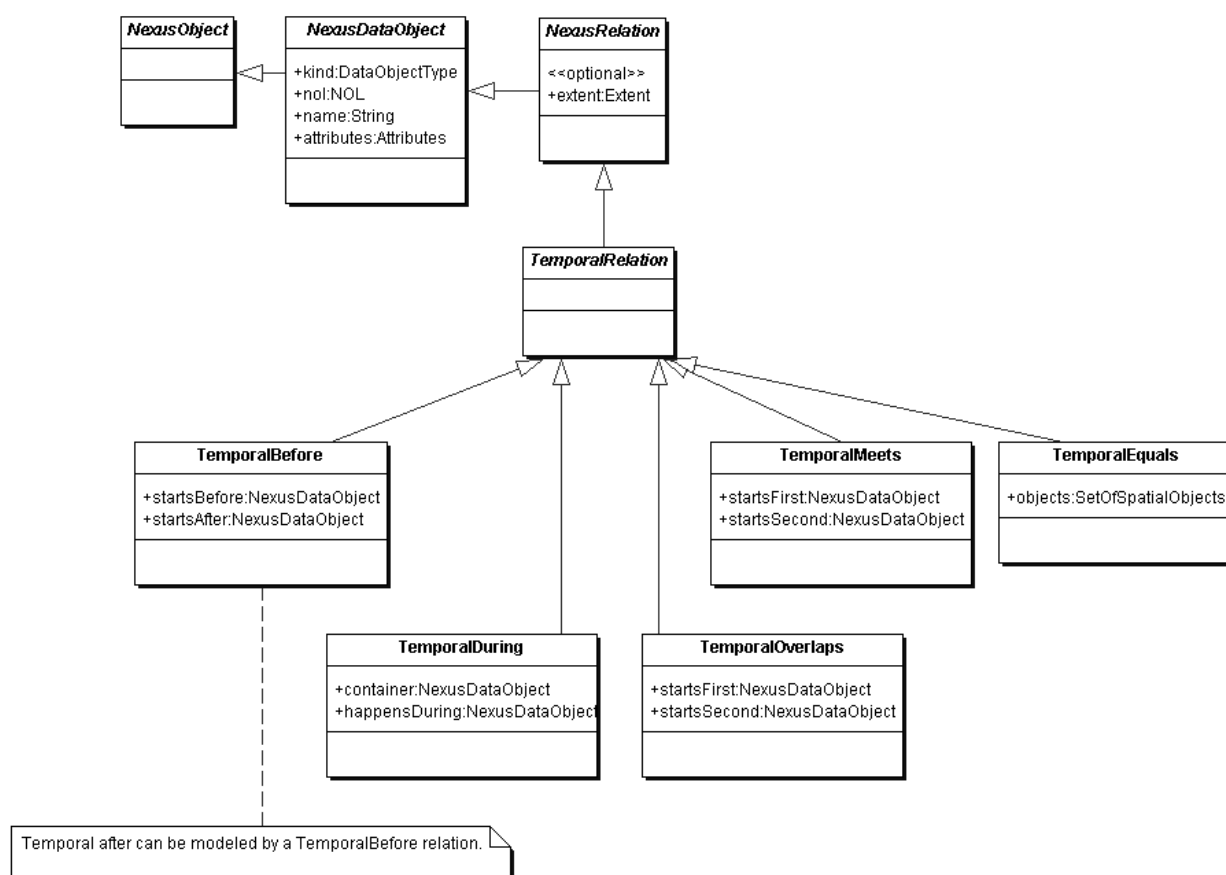 NexusObject
NexusDataObject
+kind:DataObjectType
+nol:NOL
+name:String
+attributes:Attributes
NexusRelation
<<optional>>
+extent:Extent
TemporalRelation
TemporalBefore
+startsBefore:NexusDataObject
+startsAfter:NexusDataObject
TemporalMeets
+startsFirst:NexusDataObject
+startsSecond:NexusDataObject
TemporalEquals
+objects:SetOfSpatialObjects
TemporalDuring
+container:NexusDataObject
+happensDuring:NexusDataObject
TemporalOverlaps
+startsFirst:NexusDataObject
+startsSecond:NexusDataObject
Temporal after can be modeled by a TemporalBefore relation.